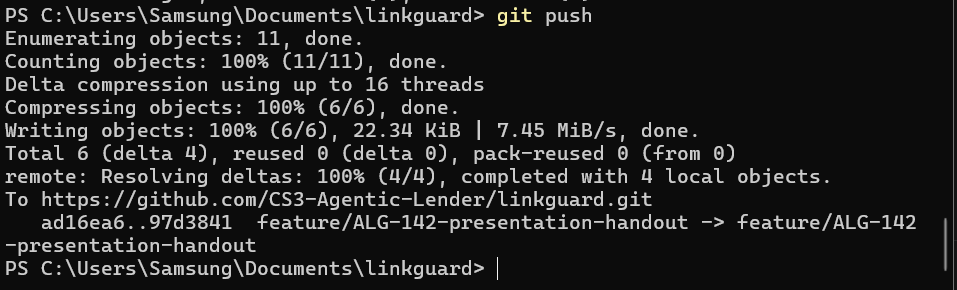 PS C:\Users\Samsung\Documents\linkguard> git push
Enumerating objects: 11, done.
Counting objects: 100% (11/11), done.
Delta compression using up to 16 threads
Compressing objects: 100% (6/6), done.
Writing objects: 100% (6/6), 22.34 KiB | 7.45 MiB/s, done.
Total 6 (delta 4), reused 0 (delta 0), pack-reused 0 (from 0)
remote: Resolving deltas: 100% (4/4), completed with 4 local objects.
To https://github.com/CS3-Agentic-Lender/linkguard.git
   ad16ea6..97d3841  feature/ALG-142-presentation-handout -> feature/ALG-142
-presentation-handout
PS C:\Users\Samsung\Documents\linkguard>